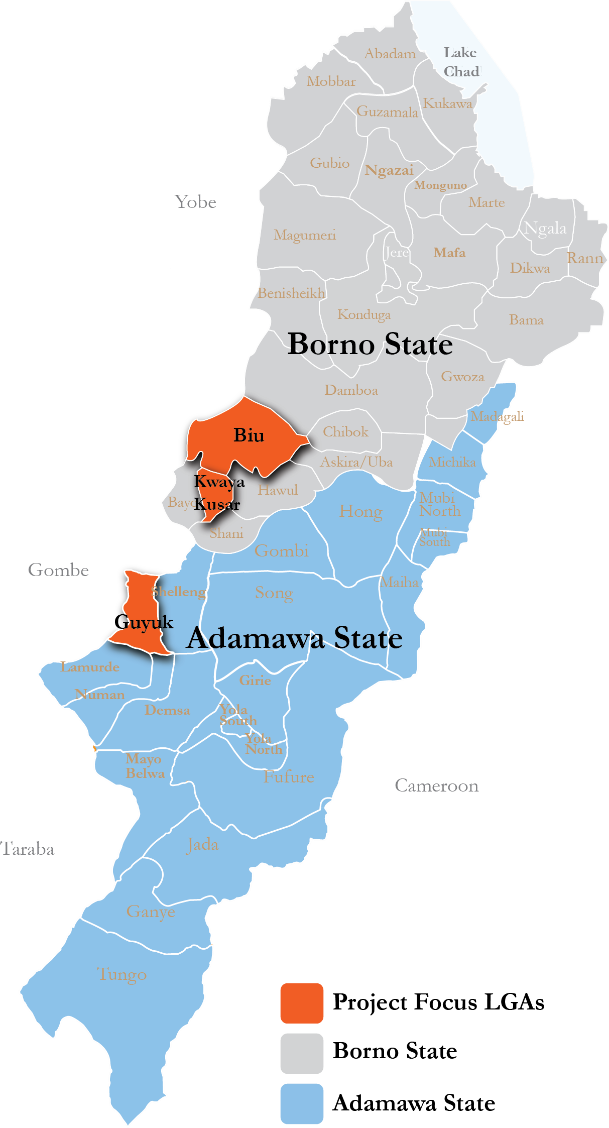 Abadam
Lake
Chad
Mobbar
Kukawa
Guzamala
Gubio
Ngazai
Monguno
Yobe
Marte
Magumeri
Ngala
Jere
Mafa
Rann
Dikwa
Benisheikh
Konduga
Bama
Borno State
Gwoza
Damboa
Madagali
Biu
Chibok
Askira/Uba
Michika
Kwaya
Kusar
Hawul
Bayo
Mubi
North
Hong
Shani
Mubi
South
Gombi
Gombe
Maiha
Shelleng
Song
Guyuk
Adamawa State
Lamurde
Girie
Numan
Demsa
Yola
South
Yola
North
Mayo
Belwa
Fufure
Cameroon
Taraba
Jada
Ganye
Tungo
Project Focus LGAs
Borno State
Adamawa State